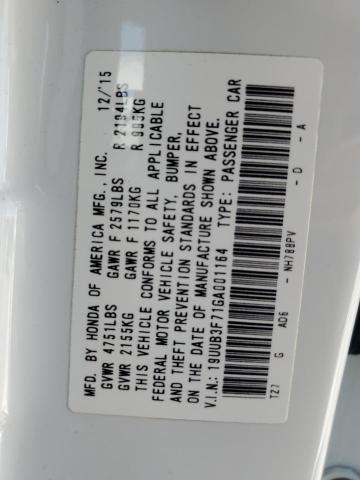 MFD. BY HONDA OF AMERICA MFG., INC. 12/'15
GVWR 4751LBS GAWR F 2579LBS R 2194LBS
GVWR 2155KG GAWR F 1170KG R 995KG
THIS VEHICLE CONFORMS TO ALL APPLICABLE
FEDERAL MOTOR VEHICLE SAFETY, BUMPER,
AND THEFT PREVENTION STANDARDS IN EFFECT
ON THE DATE OF MANUFACTURE SHOWN ABOVE.
V.I.N.: 19UUB3F71GA001164 TYPE: PASSENGER CAR
TZ7 G AD6 - NH788PV - D - A